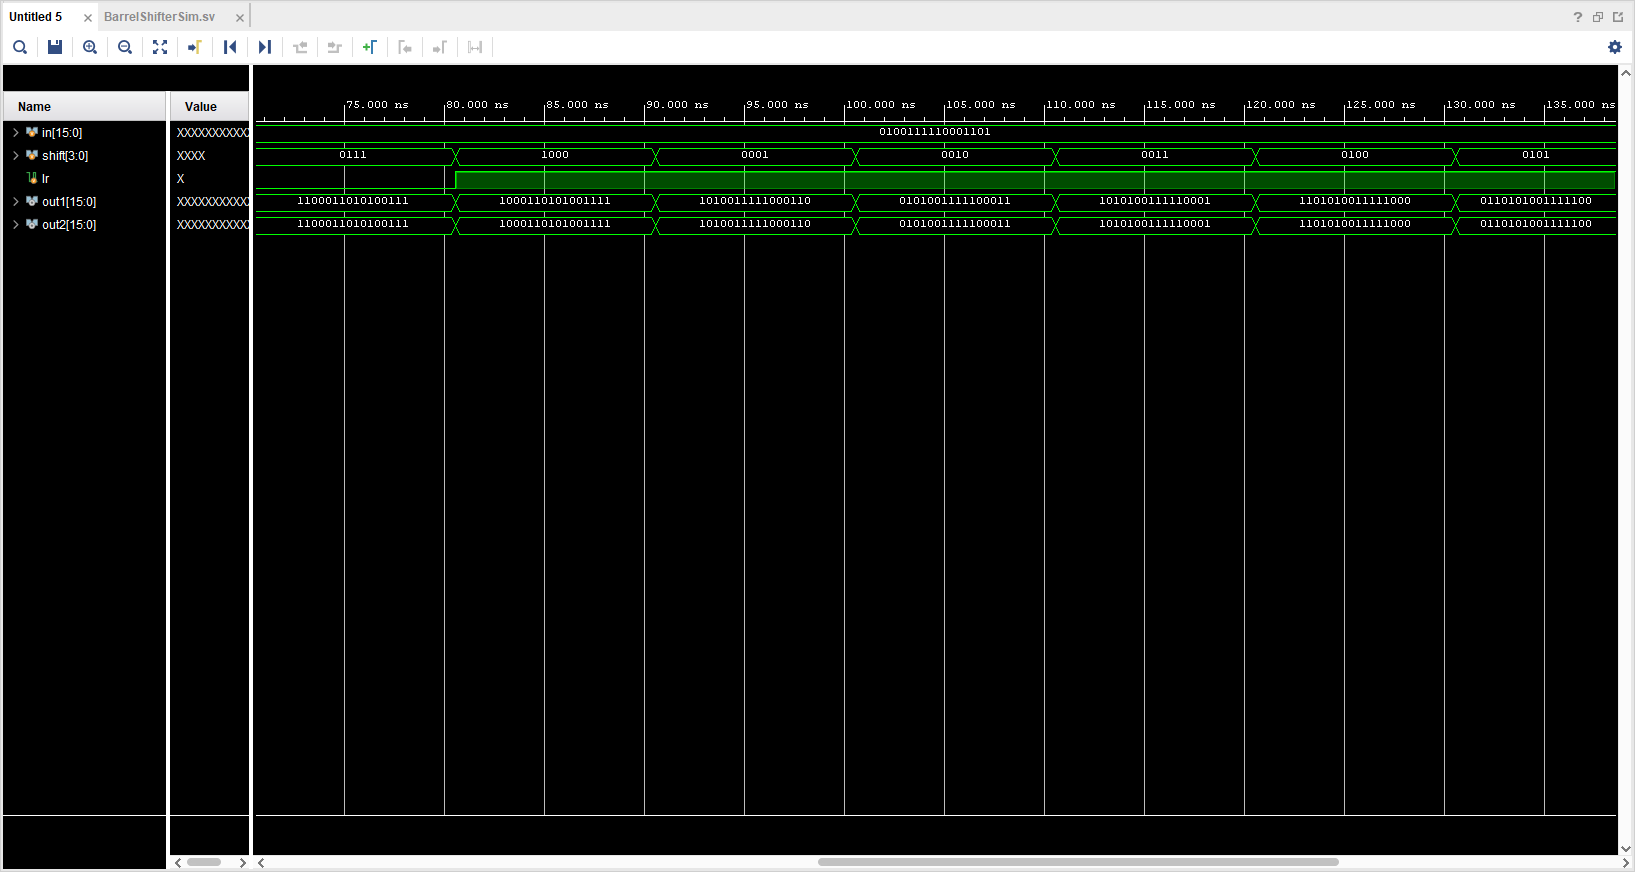 Untitled 5 BarrelShifterSim.sv
Name Value
75.000 ns 80.000 ns 85.000 ns 90.000 ns 95.000 ns 100.000 ns 105.000 ns 110.000 ns 115.000 ns 120.000 ns 125.000 ns 130.000 ns 135.000 ns
in[15:0] XXXXXXXXXXX 0100111110001101
shift[3:0] XXXX 0111 1000 0001 0010 0011 0100 0101
lr X
out1[15:0] XXXXXXXXXXX 1100011010100111 1000110101001111 1010011111000110 0101001111100011 1010100111110001 1101010011111000 0110101001111100
out2[15:0] XXXXXXXXXXX 1100011010100111 1000110101001111 1010011111000110 0101001111100011 1010100111110001 1101010011111000 0110101001111100